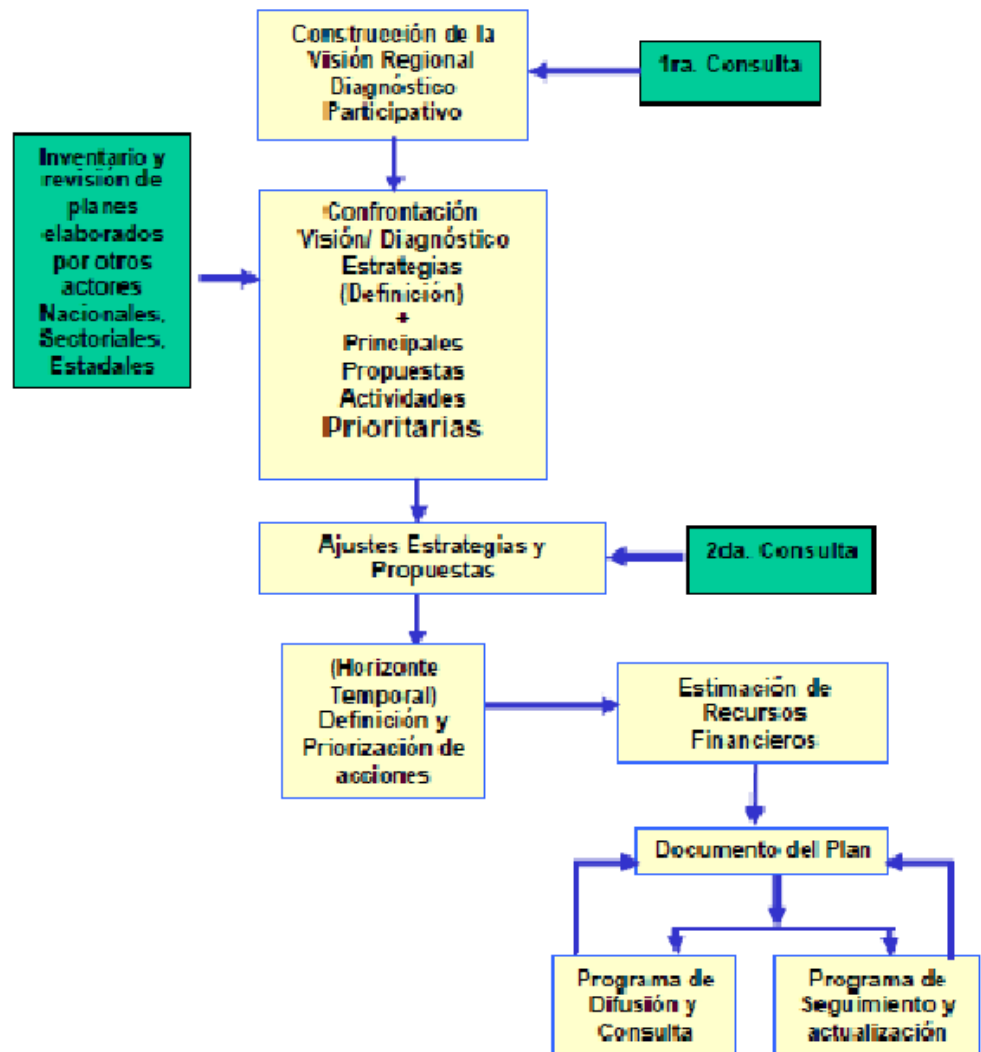 Construcción de la
Visión Regional
Diagnóstico
Participativo
1ra. Consulta
Inventario y
revisión de
planes
elaborados
por otros
actores
Nacionales,
Sectoriales,
Estadales
Confrontación
Visión/ Diagnóstico
Estrategias
(Definición)
+
Principales
Propuestas
Actividades
Prioritarias
Ajustes Estrategias y
Propuestas
2da. Consulta
(Horizonte
Temporal)
Definición y
Priorización de
acciones
Estimación de
Recursos
Financieros
Documento del Plan
Programa de
Difusión y
Consulta
Programa de
Seguimiento y
actualización